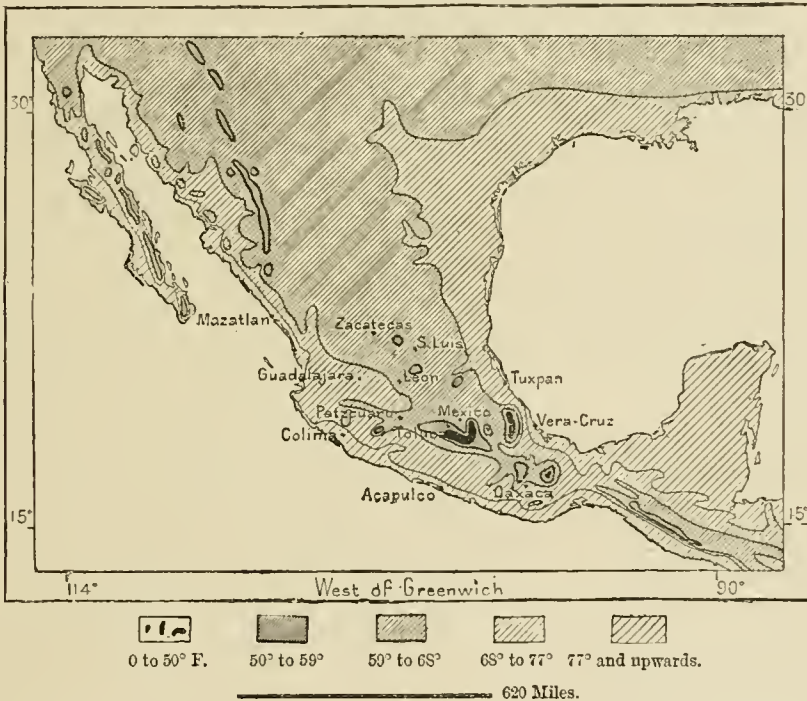 30° 30°
Mazatlan
Zacatecas
S. Luis
Guadalajara Leon Tuxpan
Patzcuaro Mexico
Colima Vera-Cruz
Acapulco Oaxaca
15° 15°
114° West of Greenwich 90°
0 to 50° F. 50° to 59° 59° to 68° 68° to 77° 77° and upwards.
620 Miles.